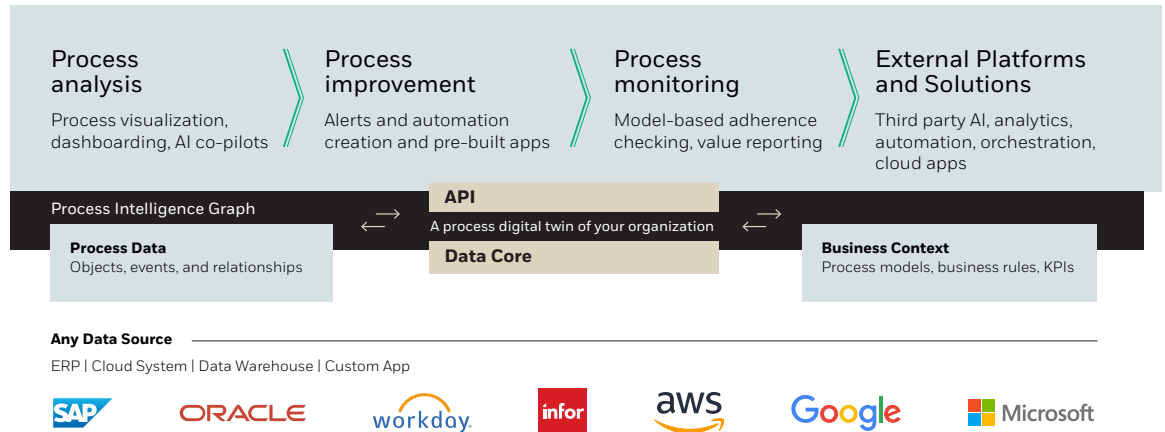 Process
analysis
Process visualization,
dashboarding, AI co-pilots
Process
improvement
Alerts and automation
creation and pre-built apps
Process
monitoring
Model-based adherence
checking, value reporting
External Platforms
and Solutions
Third party AI, analytics,
automation, orchestration,
cloud apps
Process Intelligence Graph
Process Data
Objects, events, and relationships
API
A process digital twin of your organization
Data Core
Business Context
Process models, business rules, KPIs
Any Data Source
ERP | Cloud System | Data Warehouse | Custom App
SAP
ORACLE
workday.
infor
aws
Google
Microsoft